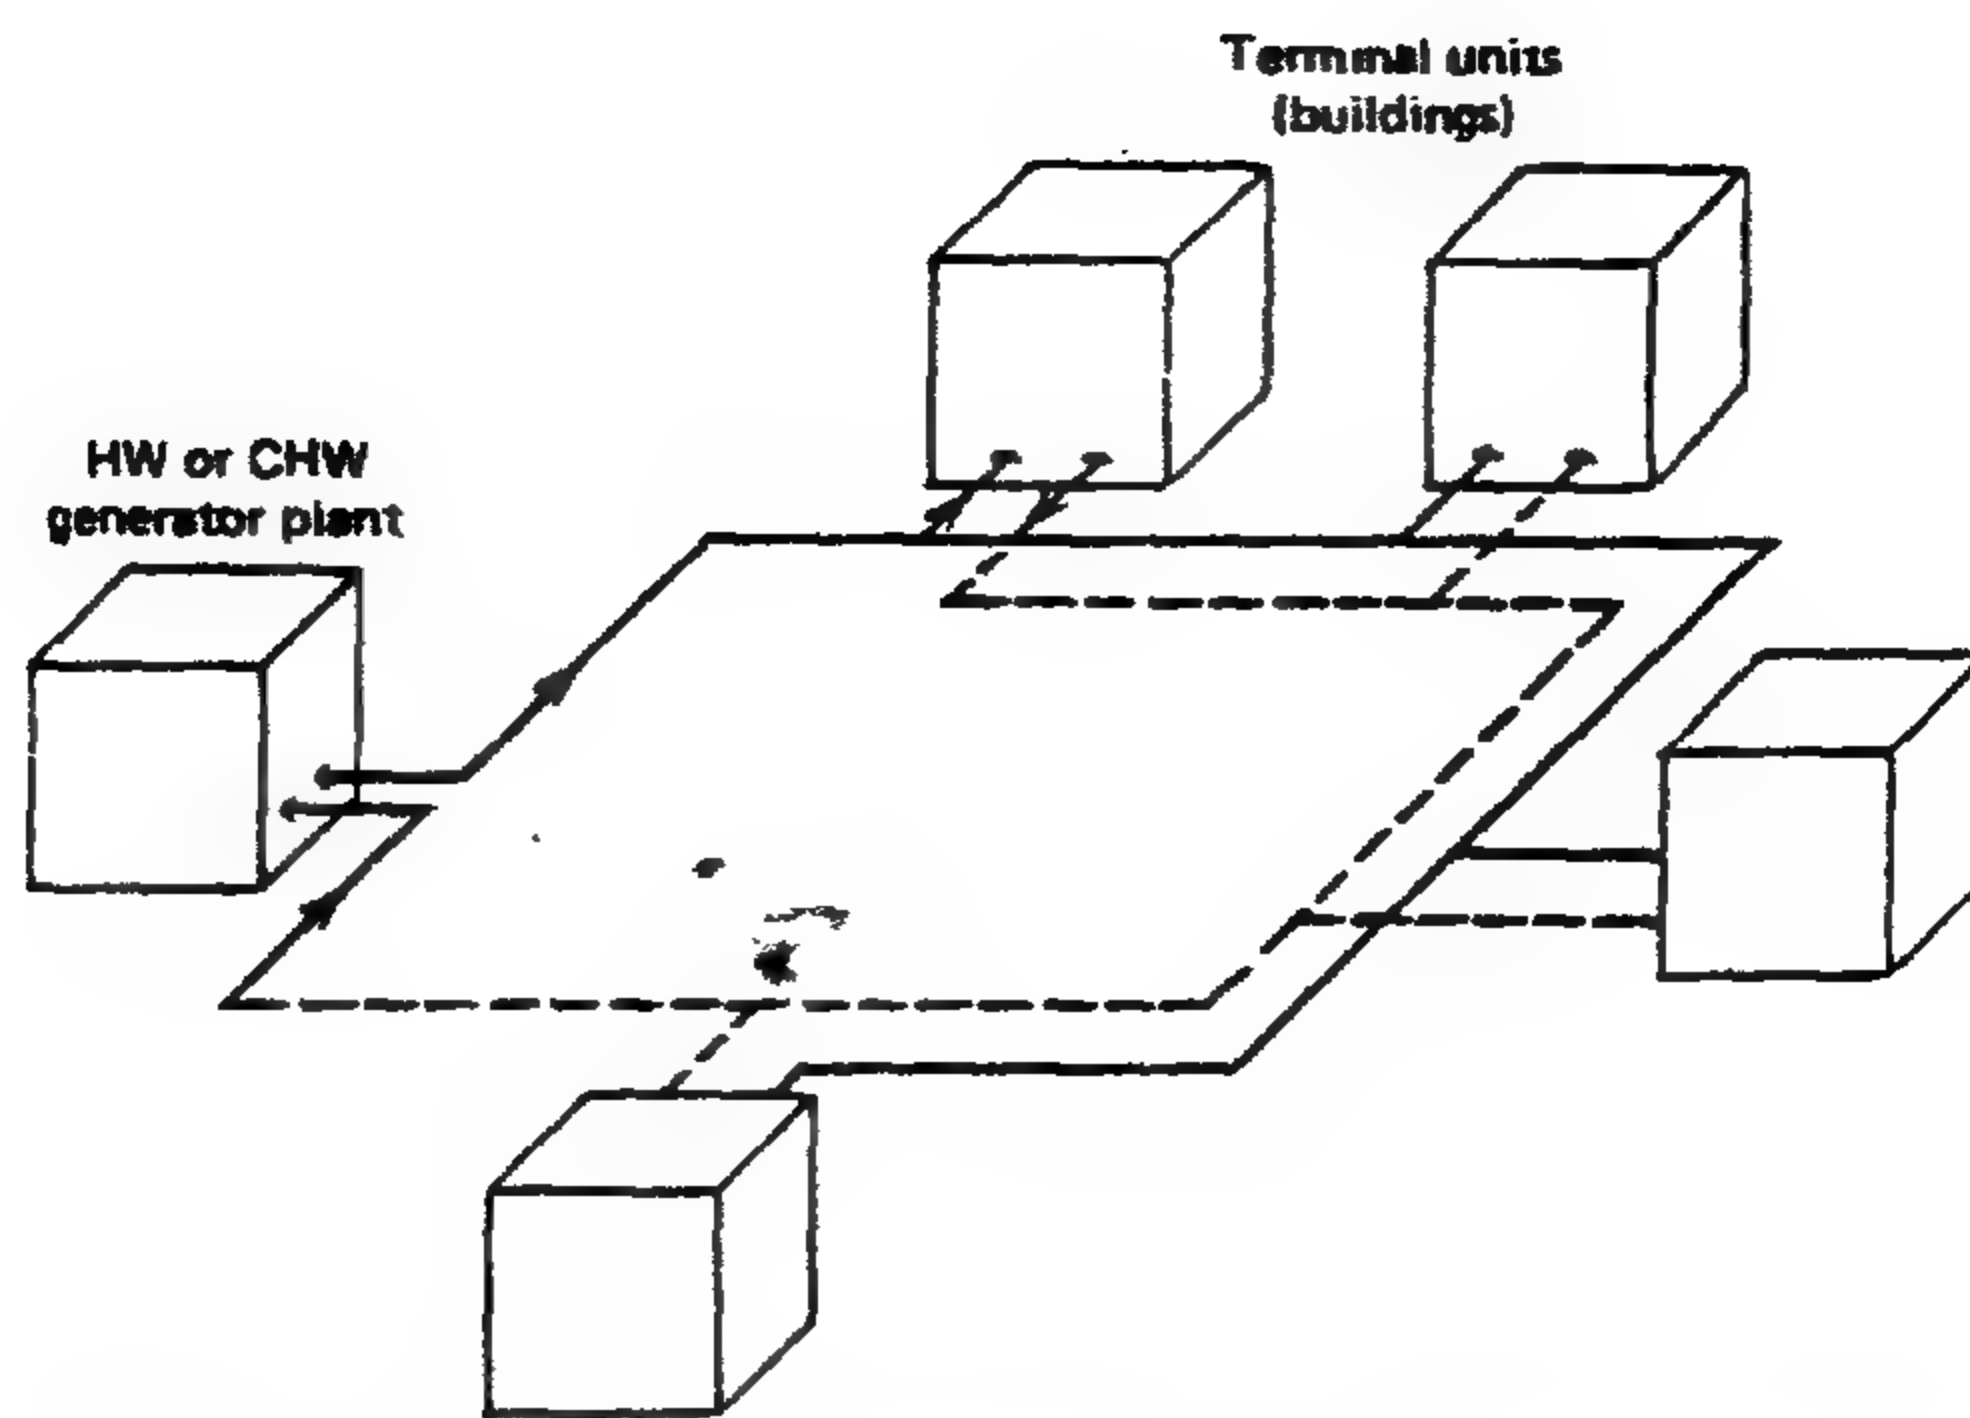 Terminal units
(buildings)
HW or CHW
generator plant